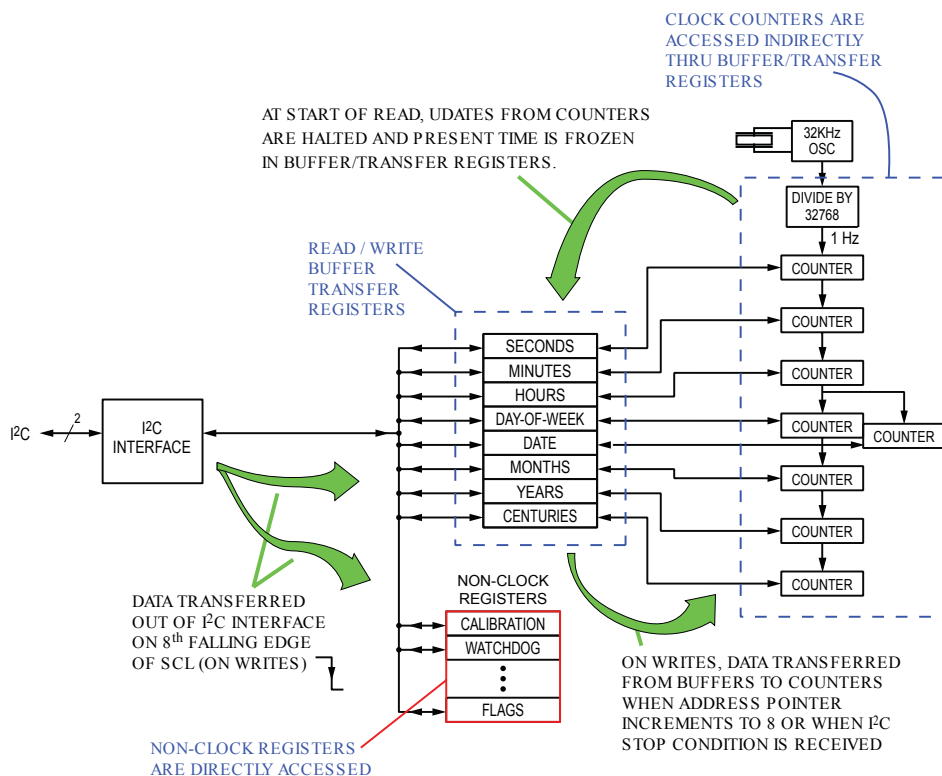 CLOCK COUNTERS ARE
ACCESSED INDIRECTLY
THRU BUFFER/TRANSFER
REGISTERS
AT START OF READ, UDATES FROM COUNTERS
ARE HALTED AND PRESENT TIME IS FROZEN
IN BUFFER/TRANSFER REGISTERS.
32KHz
OSC
DIVIDE BY
32768
1 Hz
READ / WRITE
BUFFER
TRANSFER
REGISTERS
COUNTER
COUNTER
COUNTER
COUNTER
COUNTER
COUNTER
COUNTER
COUNTER
SECONDS
MINUTES
HOURS
DAY-OF-WEEK
DATE
MONTHS
YEARS
CENTURIES
I²C
2
I²C
INTERFACE
DATA TRANSFERRED
OUT OF I²C INTERFACE
ON 8th FALLING EDGE
OF SCL (ON WRITES)
NON-CLOCK
REGISTERS
CALIBRATION
WATCHDOG
FLAGS
ON WRITES, DATA TRANSFERRED
FROM BUFFERS TO COUNTERS
WHEN ADDRESS POINTER
INCREMENTS TO 8 OR WHEN I²C
STOP CONDITION IS RECEIVED
NON-CLOCK REGISTERS
ARE DIRECTLY ACCESSED